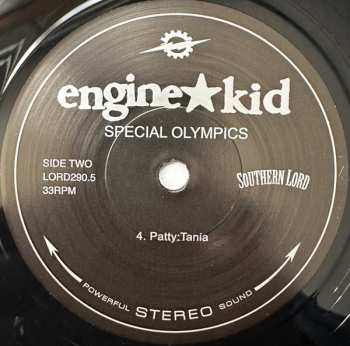 engine★kid
SPECIAL OLYMPICS
SIDE TWO
LORD290.5
33RPM
SOUTHERN LORD
4. Patty:Tania
POWERFUL STEREO SOUND